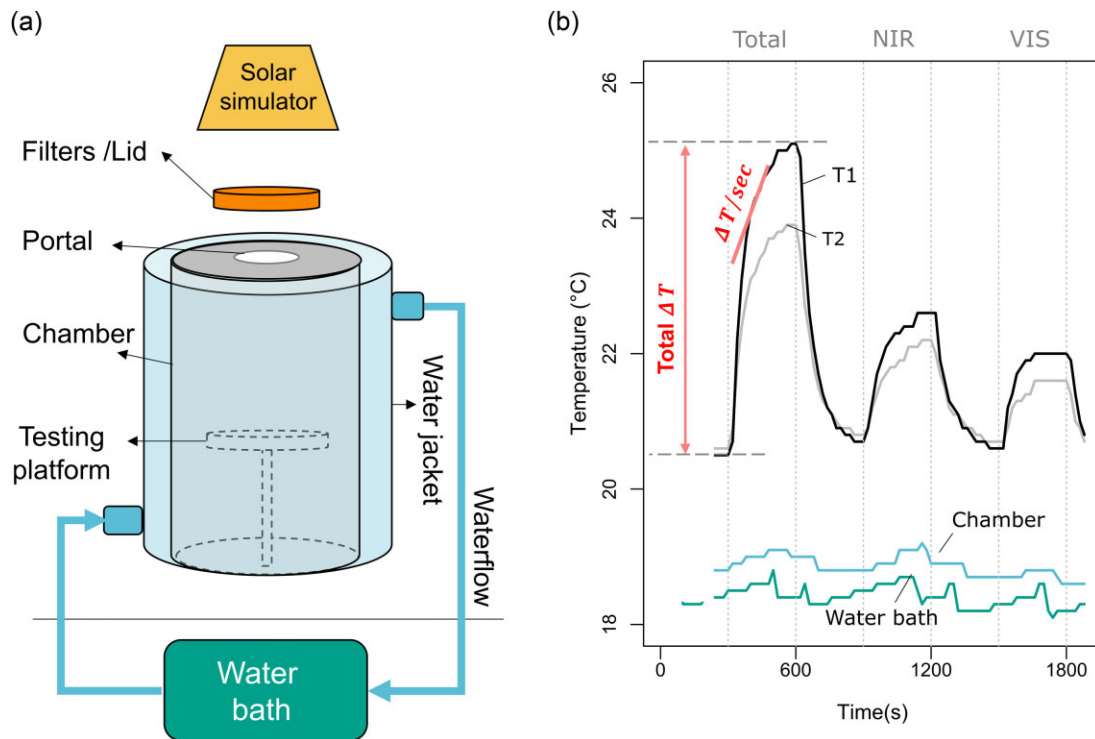 (a)
Solar
simulator
Filters /Lid
Portal
Chamber
Testing
platform
Water jacket
Waterflow
Water
bath
(b)
Total NIR VIS
26
24
22
20
18
Temperature (°C)
Total ΔT
ΔT/sec
T1
T2
Chamber
Water bath
0 600 1200 1800
Time(s)